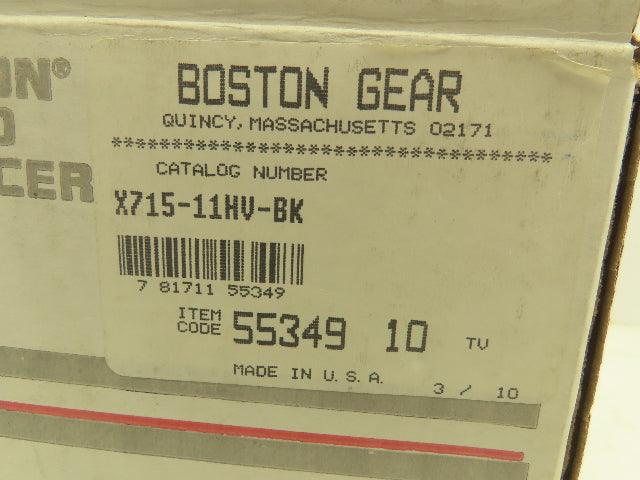 BOSTON GEAR
QUINCY, MASSACHUSETTS 02171
****************************************
CATALOG NUMBER
X715-11HV-BK
7 81711 55349
ITEM CODE 55349 10 TV
MADE IN U.S.A. 3 / 10
ON®
CER